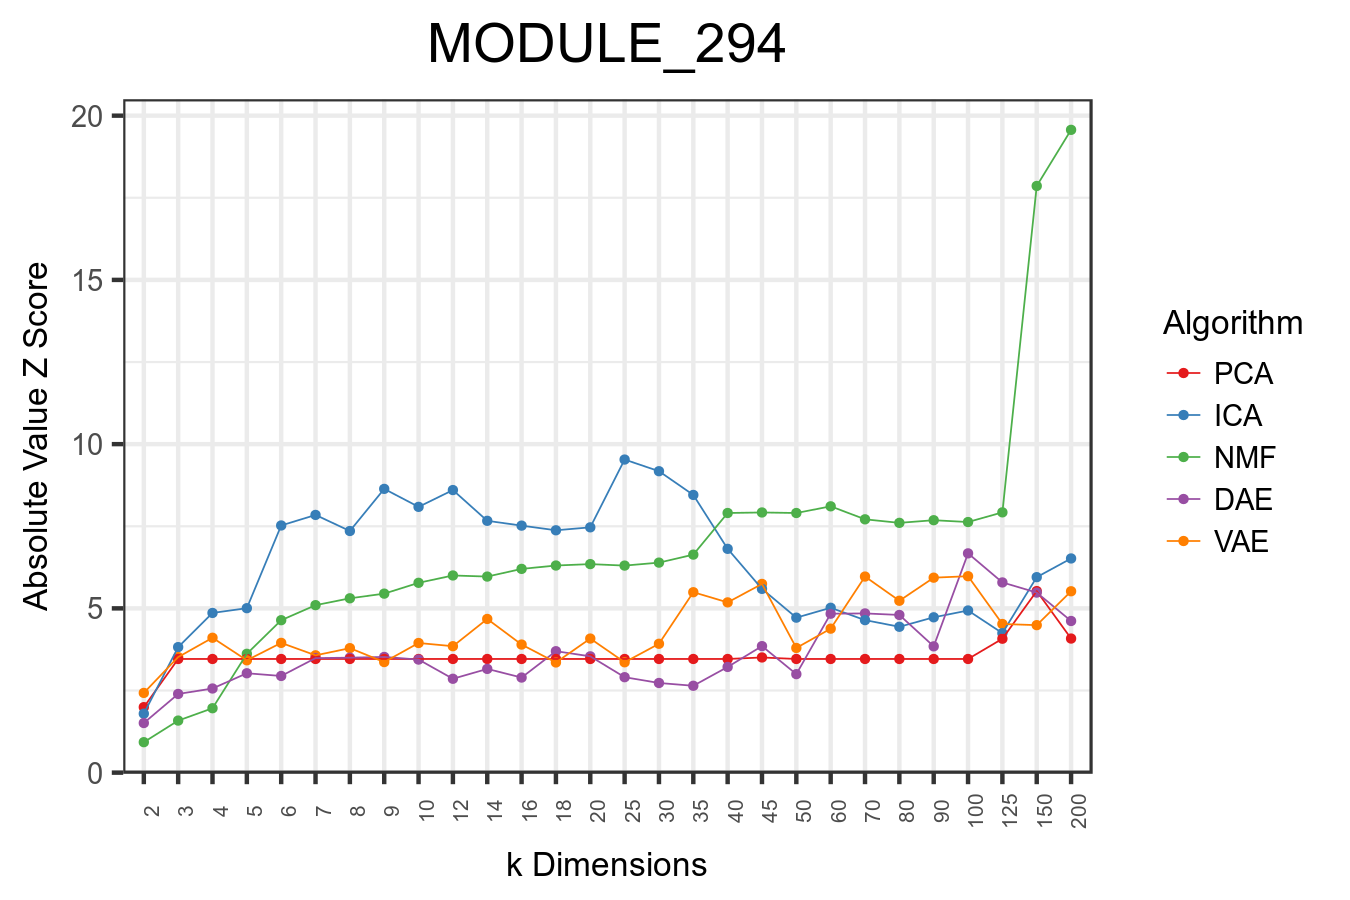 MODULE_294
20
15
10
5
0
Absolute Value Z Score
2 3 4 5 6 7 8 9 10 12 14 16 18 20 25 30 35 40 45 50 60 70 80 90 100 125 150 200
k Dimensions
Algorithm
PCA
ICA
NMF
DAE
VAE